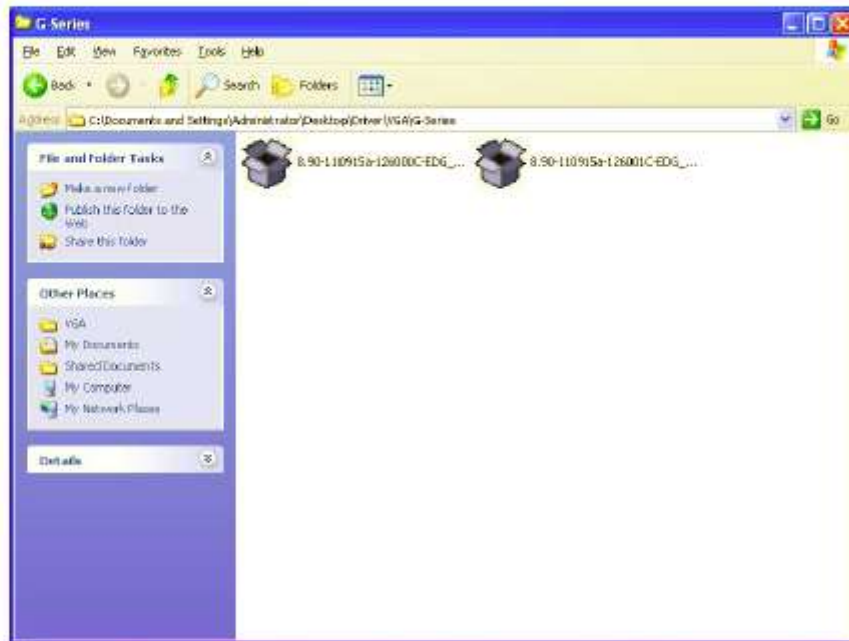 G-Series
File Edit View Favorites Tools Help
Back Search Folders
Address C:\Documents and Settings\Administrator\Desktop\Driver\VGA\G-Series Go
File and Folder Tasks
Make a new folder
Publish this folder to the
Web
Share this folder
Other Places
VGA
My Documents
Shared Documents
My Computer
My Network Places
Details
8.90-110915a-126000C-EDG_... 8.90-110915a-126001C-EDG_...